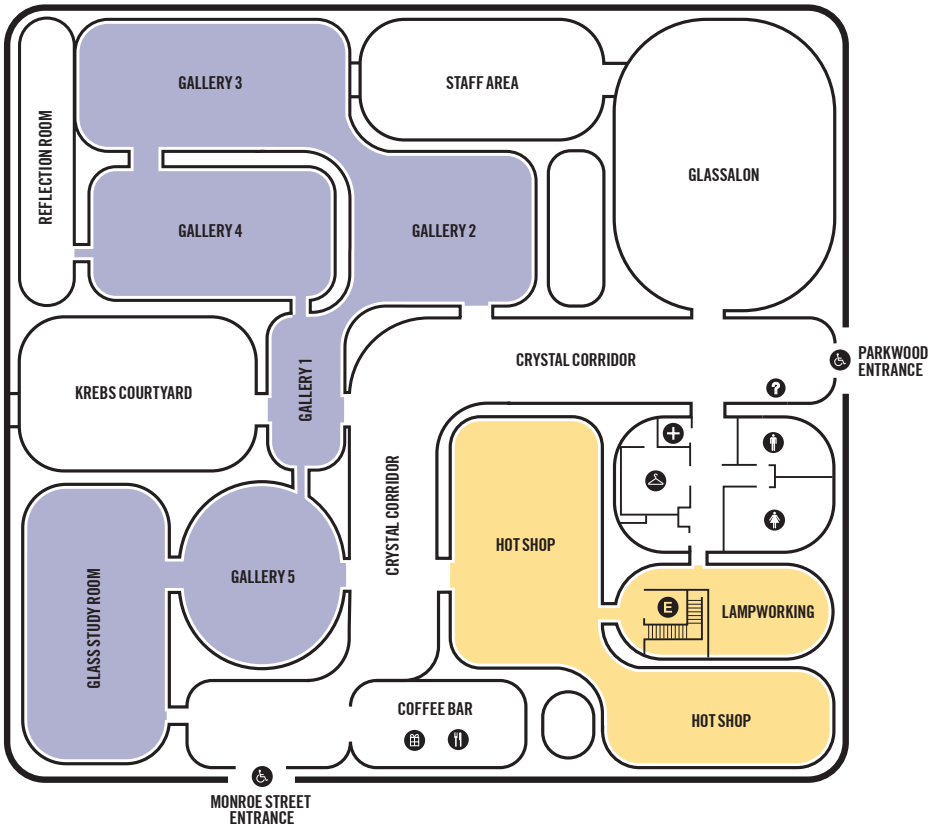 GALLERY 3
STAFF AREA
REFLECTION ROOM
GLASSALON
GALLERY 4
GALLERY 2
CRYSTAL CORRIDOR
PARKWOOD
ENTRANCE
?
KREBS COURTYARD
GALLERY 1
CRYSTAL CORRIDOR
HOT SHOP
GALLERY 5
GLASS STUDY ROOM
E
LAMPWORKING
COFFEE BAR
HOT SHOP
MONROE STREET
ENTRANCE